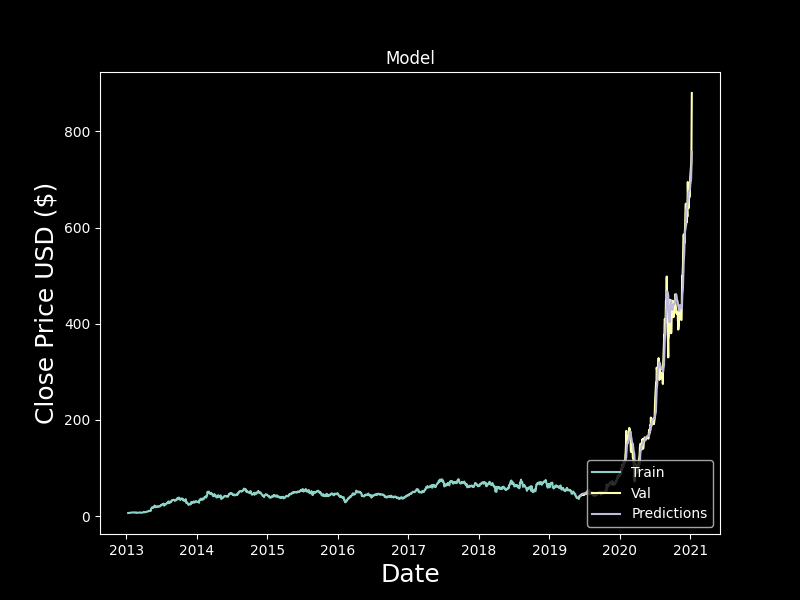 Model
Close Price USD ($)
800
600
400
200
0
Train
Val
Predictions
2013 2014 2015 2016 2017 2018 2019 2020 2021
Date